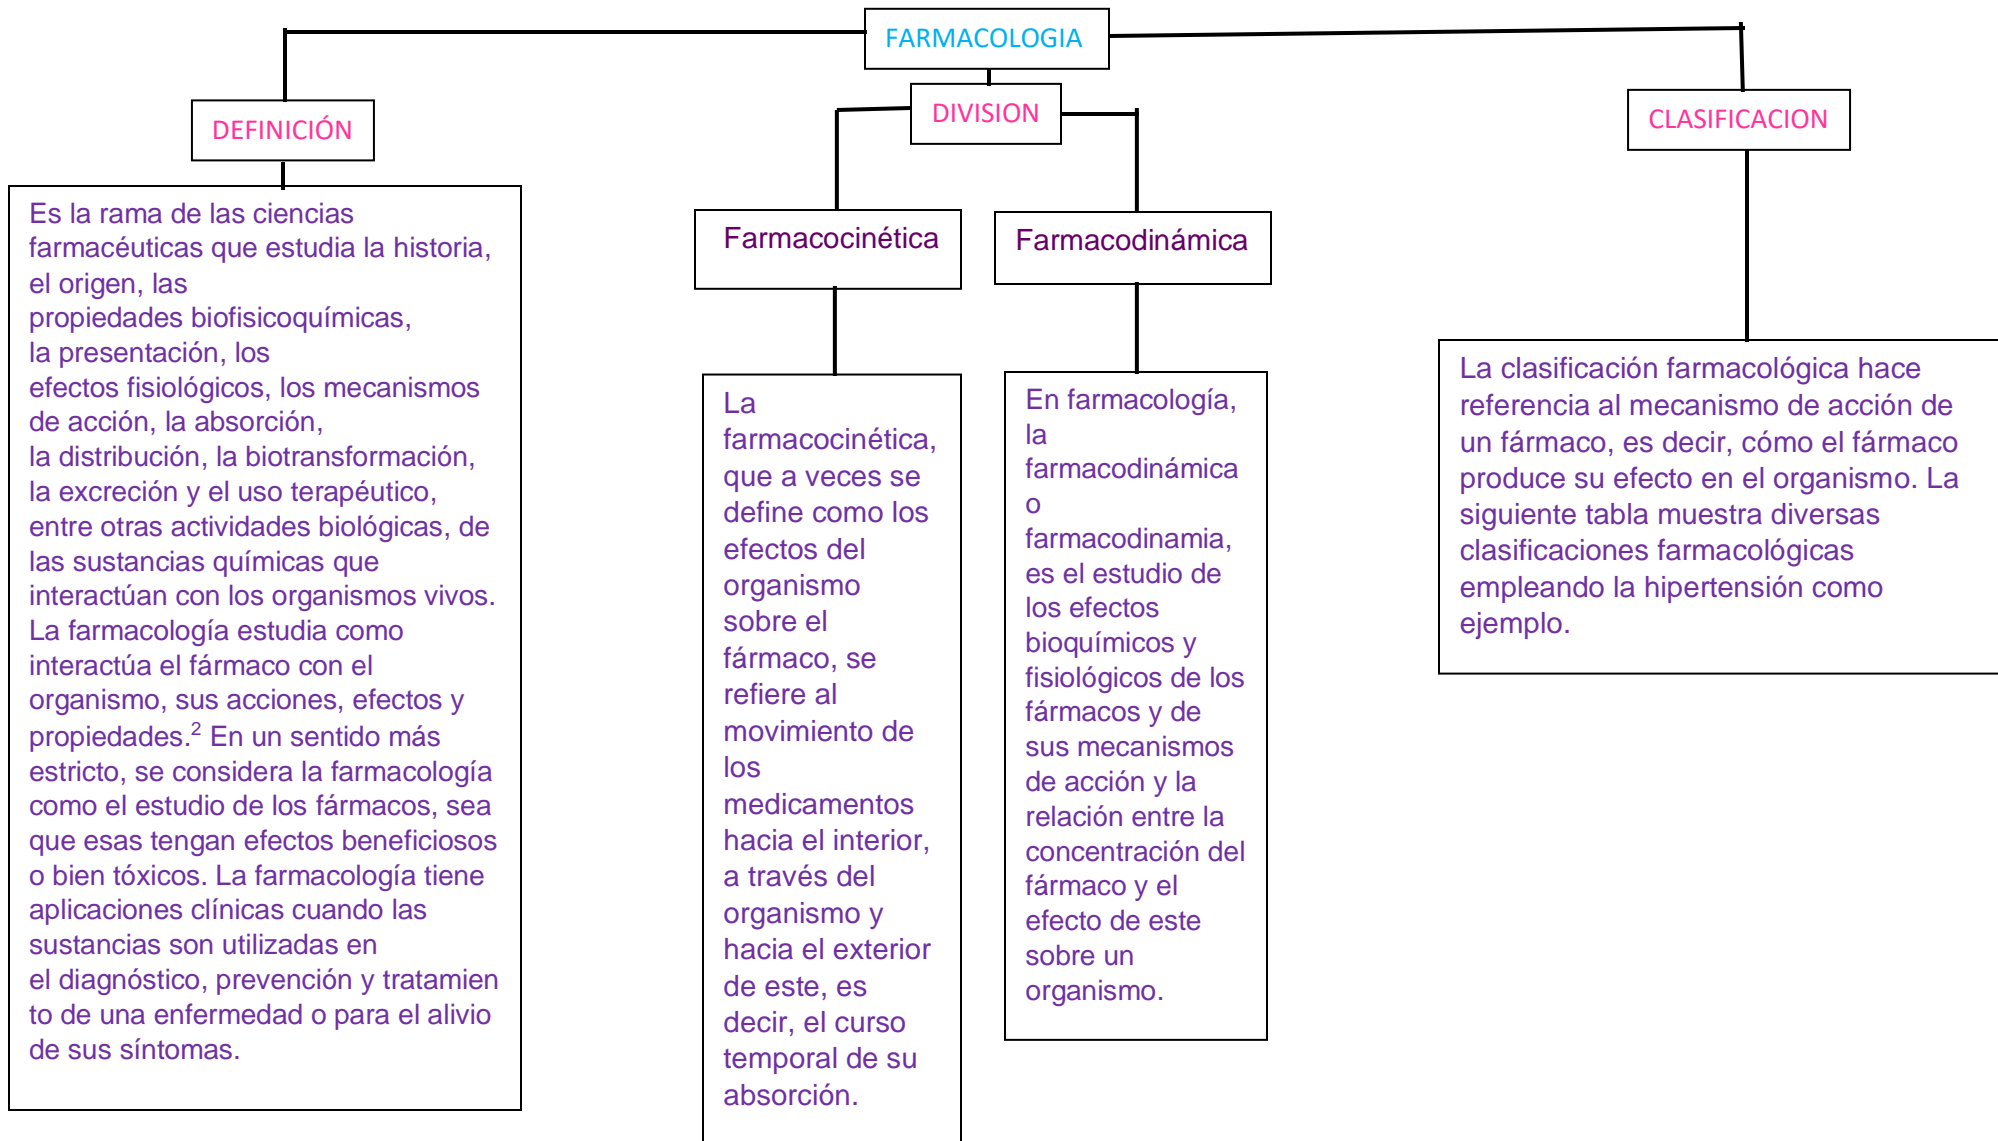 FARMACOLOGIA
DEFINICIÓN
Es la rama de las ciencias
farmacéuticas que estudia la historia,
el origen, las
propiedades biofisicoquímicas,
la presentación, los
efectos fisiológicos, los mecanismos
de acción, la absorción,
la distribución, la biotransformación,
la excreción y el uso terapéutico,
entre otras actividades biológicas, de
las sustancias químicas que
interactúan con los organismos vivos.
La farmacología estudia como
interactúa el fármaco con el
organismo, sus acciones, efectos y
propiedades.2 En un sentido más
estricto, se considera la farmacología
como el estudio de los fármacos, sea
que esas tengan efectos beneficiosos
o bien tóxicos. La farmacología tiene
aplicaciones clínicas cuando las
sustancias son utilizadas en
el diagnóstico, prevención y tratamien
to de una enfermedad o para el alivio
de sus síntomas.
DIVISION
Farmacocinética
La
farmacocinética,
que a veces se
define como los
efectos del
organismo
sobre el
fármaco, se
refiere al
movimiento de
los
medicamentos
hacia el interior,
a través del
organismo y
hacia el exterior
de este, es
decir, el curso
temporal de su
absorción.
Farmacodinámica
En farmacología,
la
farmacodinámica
o
farmacodinamia,
es el estudio de
los efectos
bioquímicos y
fisiológicos de los
fármacos y de
sus mecanismos
de acción y la
relación entre la
concentración del
fármaco y el
efecto de este
sobre un
organismo.
CLASIFICACION
La clasificación farmacológica hace
referencia al mecanismo de acción de
un fármaco, es decir, cómo el fármaco
produce su efecto en el organismo. La
siguiente tabla muestra diversas
clasificaciones farmacológicas
empleando la hipertensión como
ejemplo.